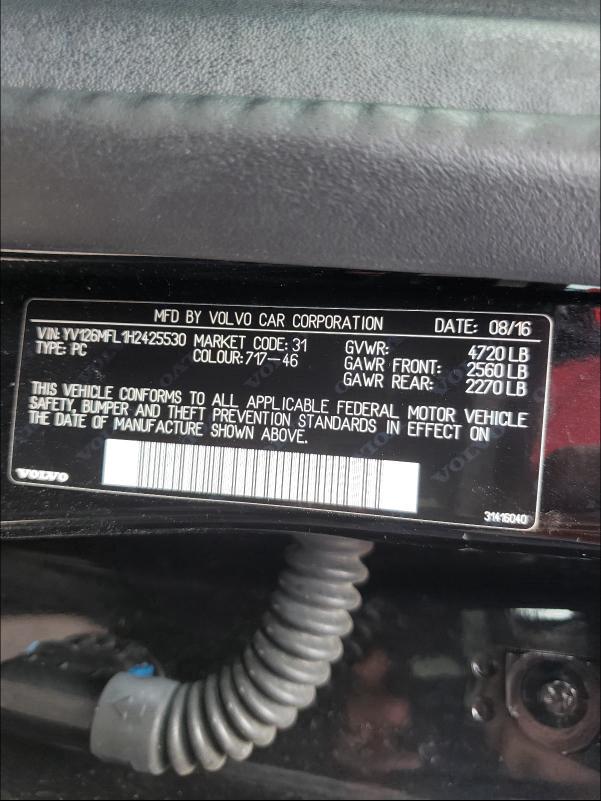 MFD BY VOLVO CAR CORPORATION DATE: 08/16
VIN: YV126MFL1H2425530 MARKET CODE: 31 GVWR: 4720 LB
TYPE: PC COLOUR: 717-46 GAWR FRONT: 2560 LB
GAWR REAR: 2270 LB
THIS VEHICLE CONFORMS TO ALL APPLICABLE FEDERAL MOTOR VEHICLE
SAFETY, BUMPER AND THEFT PREVENTION STANDARDS IN EFFECT ON
THE DATE OF MANUFACTURE SHOWN ABOVE.
VOLVO
31415040